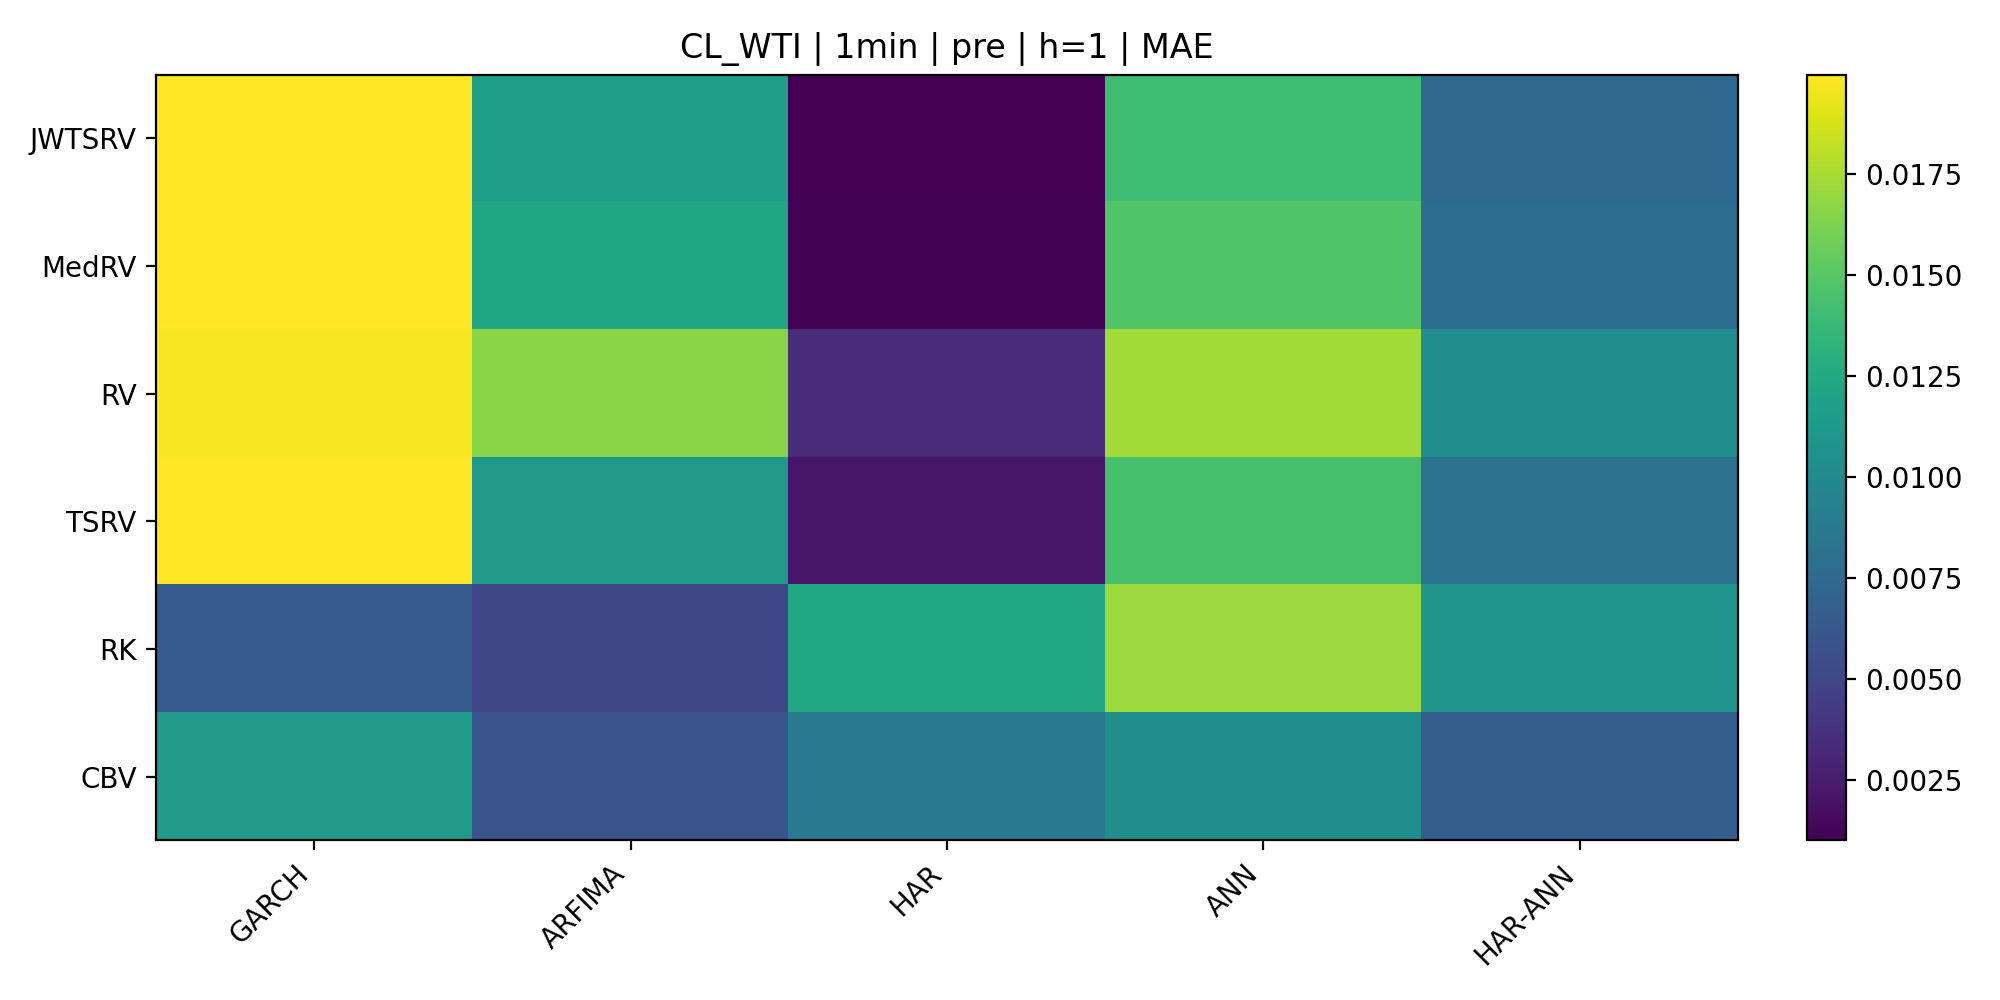 CL_WTI | 1min | pre | h=1 | MAE
JWTSRV
MedRV
RV
TSRV
RK
CBV
GARCH
ARFIMA
HAR
ANN
HAR-ANN
0.0175
0.0150
0.0125
0.0100
0.0075
0.0050
0.0025